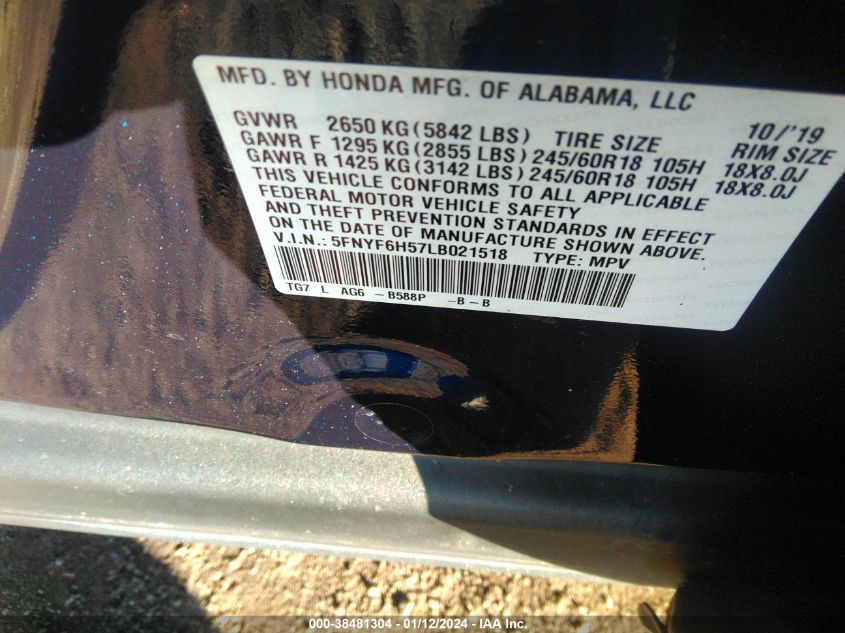 MFD. BY HONDA MFG. OF ALABAMA, LLC
10/'19
GVWR 2650 KG (5842 LBS) TIRE SIZE RIM SIZE
GAWR F 1295 KG (2855 LBS) 245/60R18 105H 18X8.0J
GAWR R 1425 KG (3142 LBS) 245/60R18 105H 18X8.0J
THIS VEHICLE CONFORMS TO ALL APPLICABLE
FEDERAL MOTOR VEHICLE SAFETY
AND THEFT PREVENTION STANDARDS IN EFFECT
ON THE DATE OF MANUFACTURE SHOWN ABOVE.
V.I.N.: 5FNYF6H57LB021518 TYPE: MPV
TG7 L AG6 -B588P -B-B
000-38481304 - 01/12/2024 - IAA Inc.